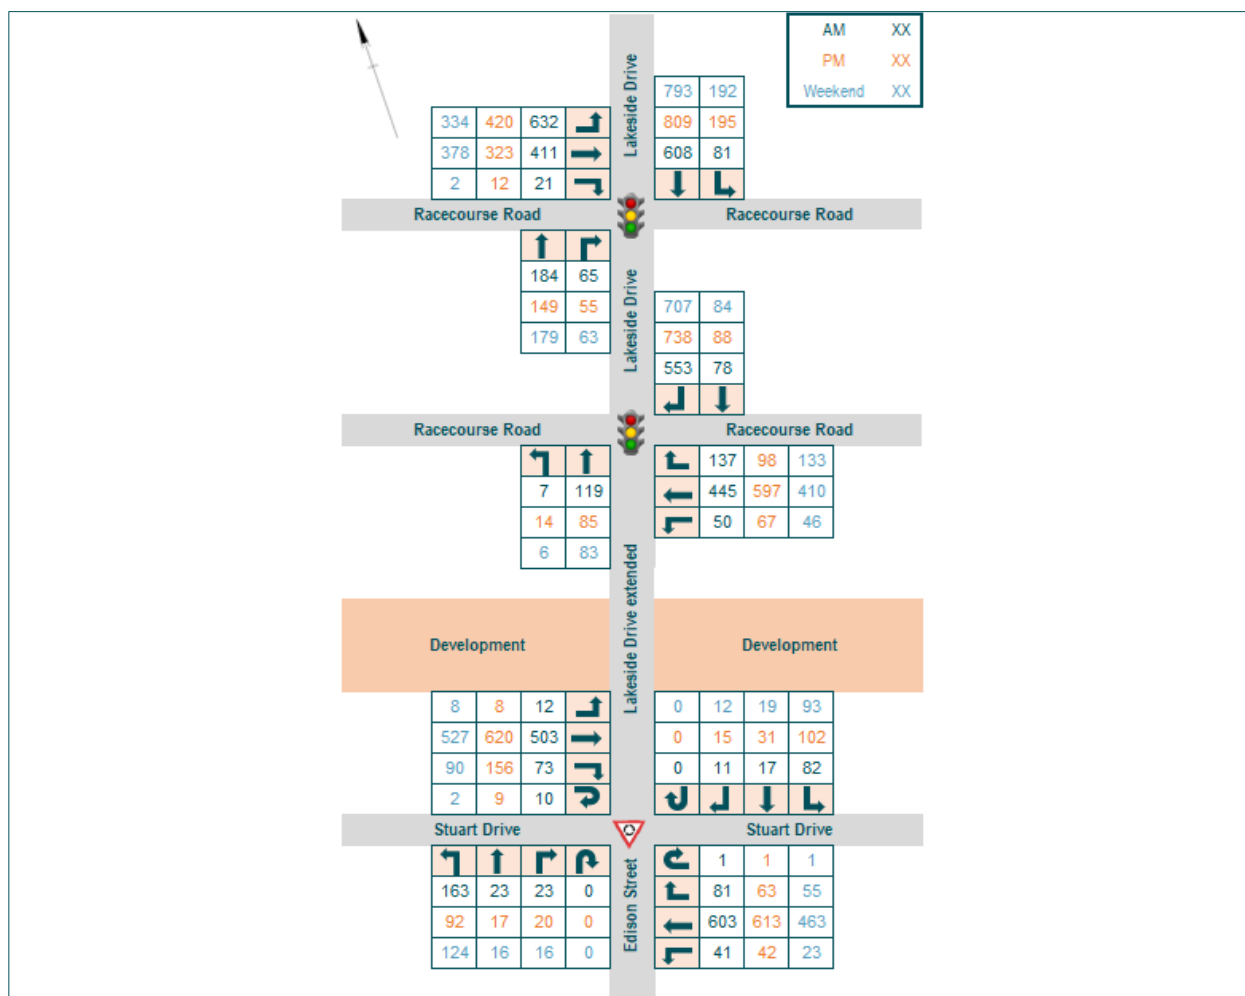 AM XX
PM XX
Weekend XX
Lakeside Drive
793 192
809 195
608 81
334 420 632
378 323 411
2 12 21
Racecourse Road Racecourse Road
184 65
149 55
179 63
Lakeside Drive
707 84
738 88
553 78
Racecourse Road Racecourse Road
7 119
14 85
6 83
137 98 133
445 597 410
50 67 46
Lakeside Drive extended
Development Development
8 8 12
527 620 503
90 156 73
2 9 10
0 12 19 93
0 15 31 102
0 11 17 82
Stuart Drive Stuart Drive
163 23 23 0
92 17 20 0
124 16 16 0
Edison Street
1 1 1
81 63 55
603 613 463
41 42 23